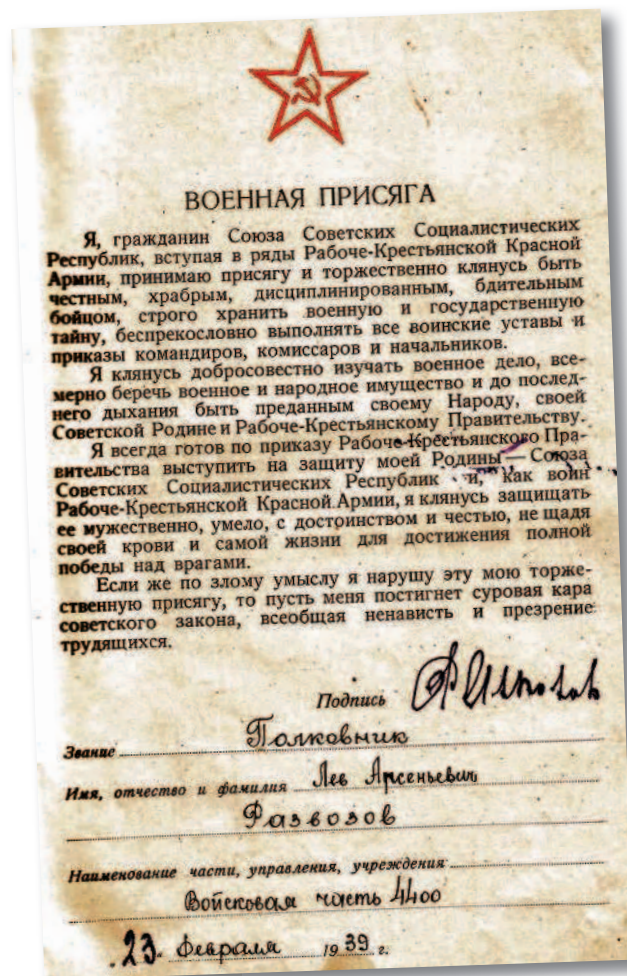 ВОЕННАЯ ПРИСЯГА
Я, гражданин Союза Советских Социалистических
Республик, вступая в ряды Рабоче-Крестьянской Красной
Армии, принимаю присягу и торжественно клянусь быть
честным, храбрым, дисциплинированным, бдительным
бойцом, строго хранить военную и государственную
тайну, беспрекословно выполнять все воинские уставы и
приказы командиров, комиссаров и начальников.
Я клянусь добросовестно изучать военное дело, все-
мерно беречь военное и народное имущество и до послед-
него дыхания быть преданным своему Народу, своей
Советской Родине и Рабоче-Крестьянскому Правительству.
Я всегда готов по приказу Рабоче-Крестьянского Пра-
вительства выступить на защиту моей Родины — Союза
Советских Социалистических Республик и, как воин
Рабоче-Крестьянской Красной Армии, я клянусь защищать
ее мужественно, умело, с достоинством и честью, не щадя
своей крови и самой жизни для достижения полной
победы над врагами.
Если же по злому умыслу я нарушу эту мою торже-
ственную присягу, то пусть меня постигнет суровая кара
советского закона, всеобщая ненависть и презрение
трудящихся.
Подпись
Звание Полковник
Имя, отчество и фамилия Лев Арсеньевич
Развозов
Наименование части, управления, учреждения
Войсковая часть 4400
23 февраля 1939 г.